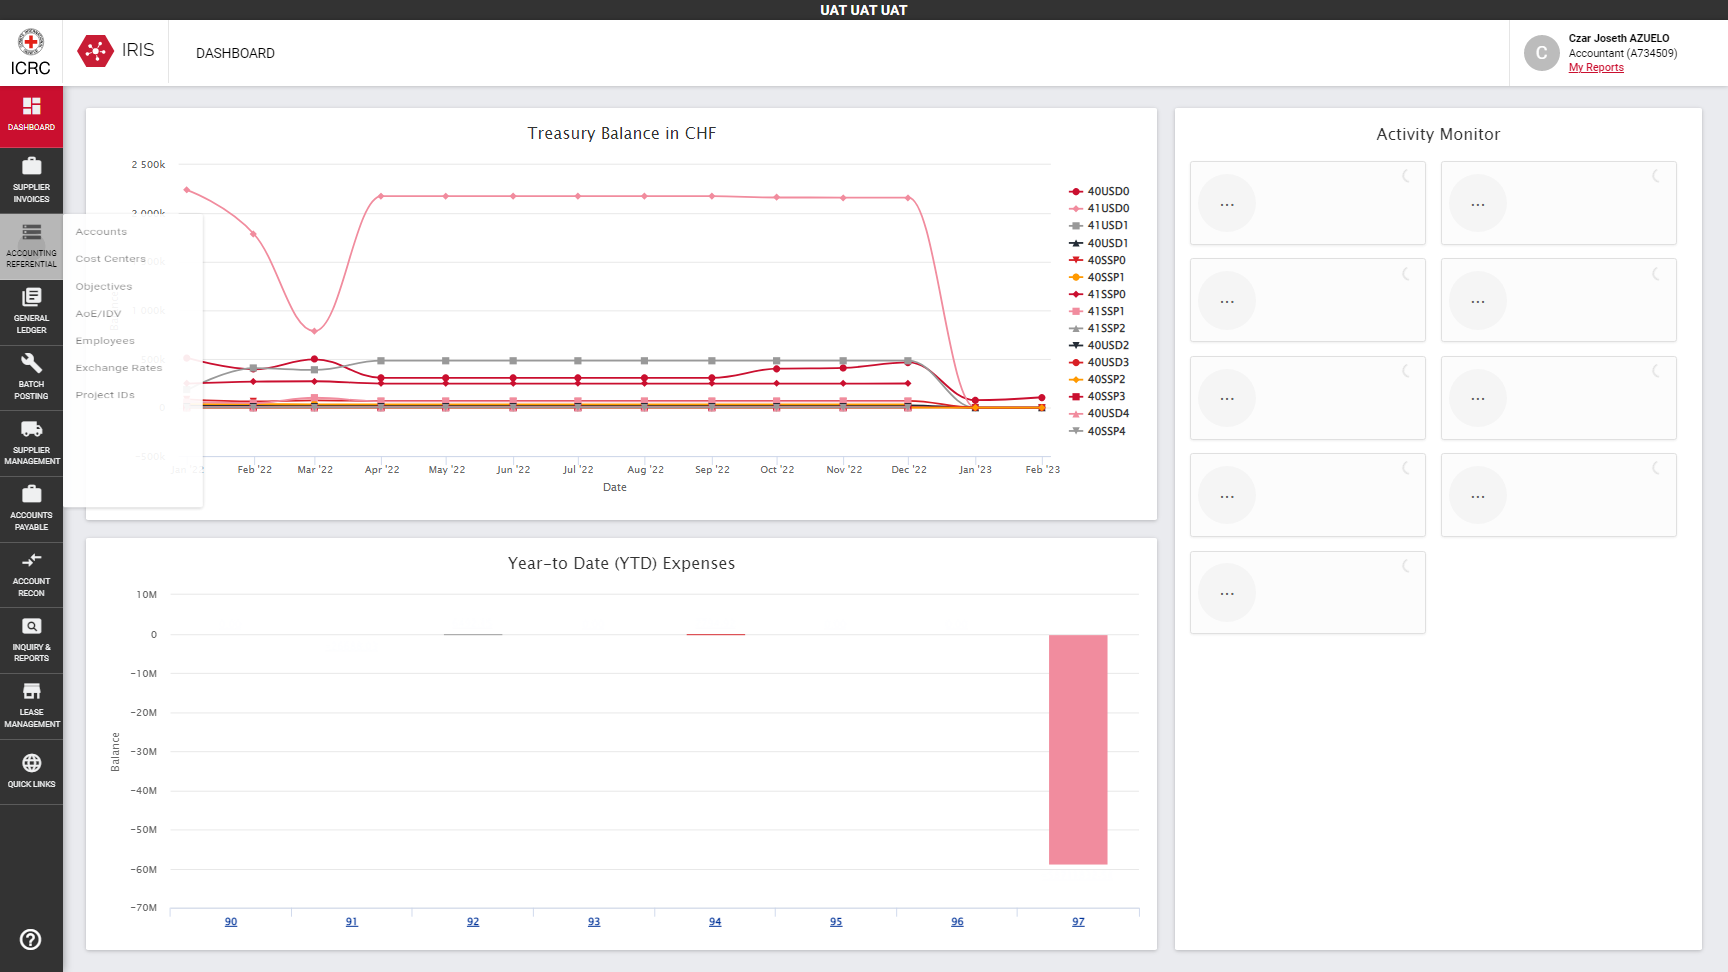 UAT UAT UAT
ICRC
IRIS
DASHBOARD
C
Czar Joseth AZUELO
Accountant (A734509)
My Reports
DASHBOARD
SUPPLIER
INVOICES
ACCOUNTING
REFERENTIAL
GENERAL
LEDGER
BATCH
POSTING
SUPPLIER
MANAGEMENT
ACCOUNTS
PAYABLE
ACCOUNT
RECON
INQUIRY &
REPORTS
LEASE
MANAGEMENT
QUICK LINKS
Accounts
Cost Centers
Objectives
AoE/IDV
Employees
Exchange Rates
Project IDs
Treasury Balance in CHF
2 500k
2 000k
1 000k
0
-500k
Jan '22
Feb '22
Mar '22
Apr '22
May '22
Jun '22
Jul '22
Aug '22
Sep '22
Oct '22
Nov '22
Dec '22
Jan '23
Feb '23
Date
40USD0
41USD0
41USD1
40USD1
40SSP0
40SSP1
41SSP0
41SSP1
41SSP2
40USD2
40USD3
40SSP2
40SSP3
40USD4
40SSP4
Year-to Date (YTD) Expenses
10M
0
-10M
-20M
-30M
-40M
-50M
-60M
-70M
Balance
90
91
92
93
94
95
96
97
Activity Monitor
...
...
...
...
...
...
...
...
...